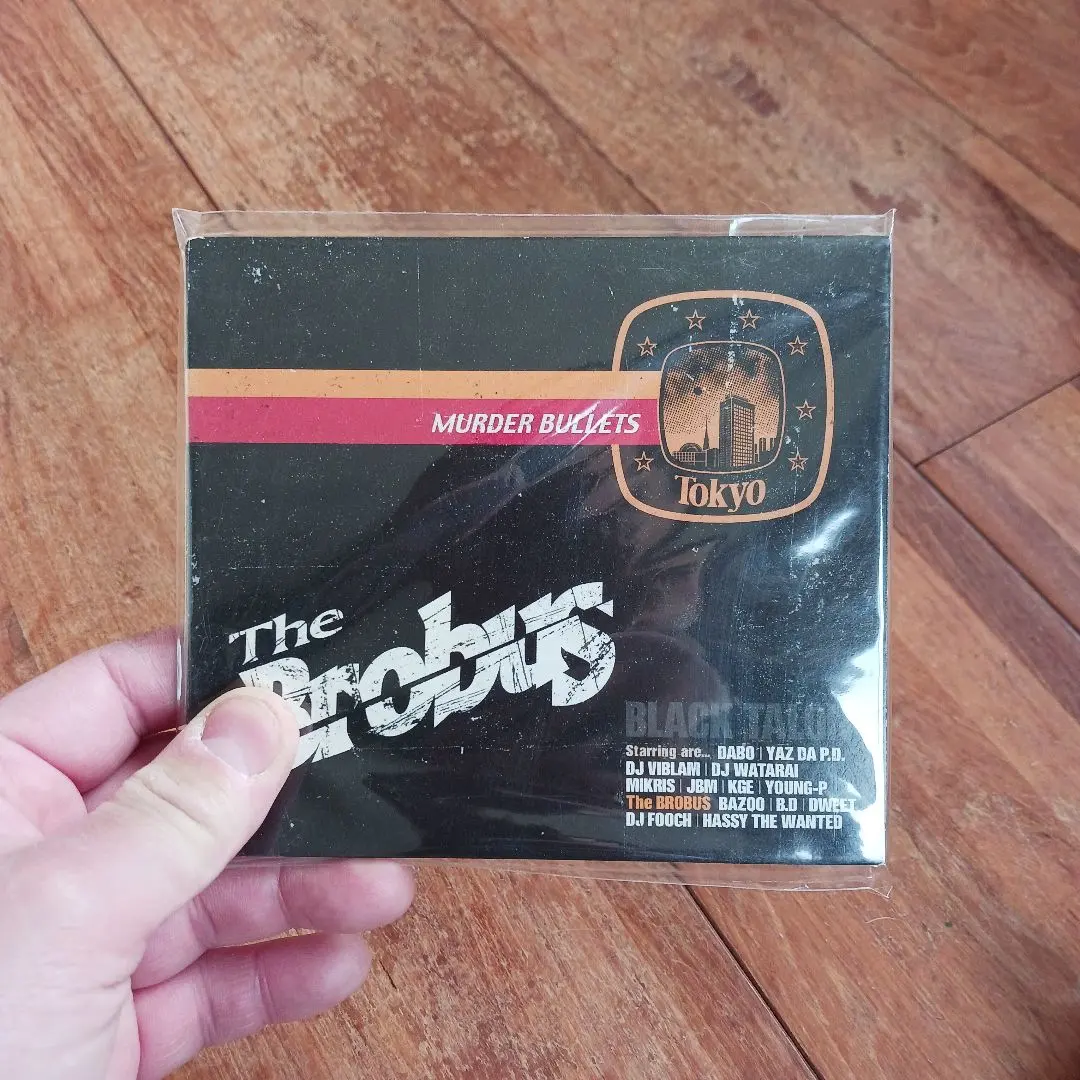 MURDER BULLETS
Tokyo
The
Brobus
BLACK
Starring are... DABO | YAZ DA P.D.
DJ VIBLAM | DJ WATARAI
MIKRIS | JBM | KGE | YOUNG-P
The BROBUS BAZOO | B.D | DWEET
DJ FOOCH | HASSY THE WANTED